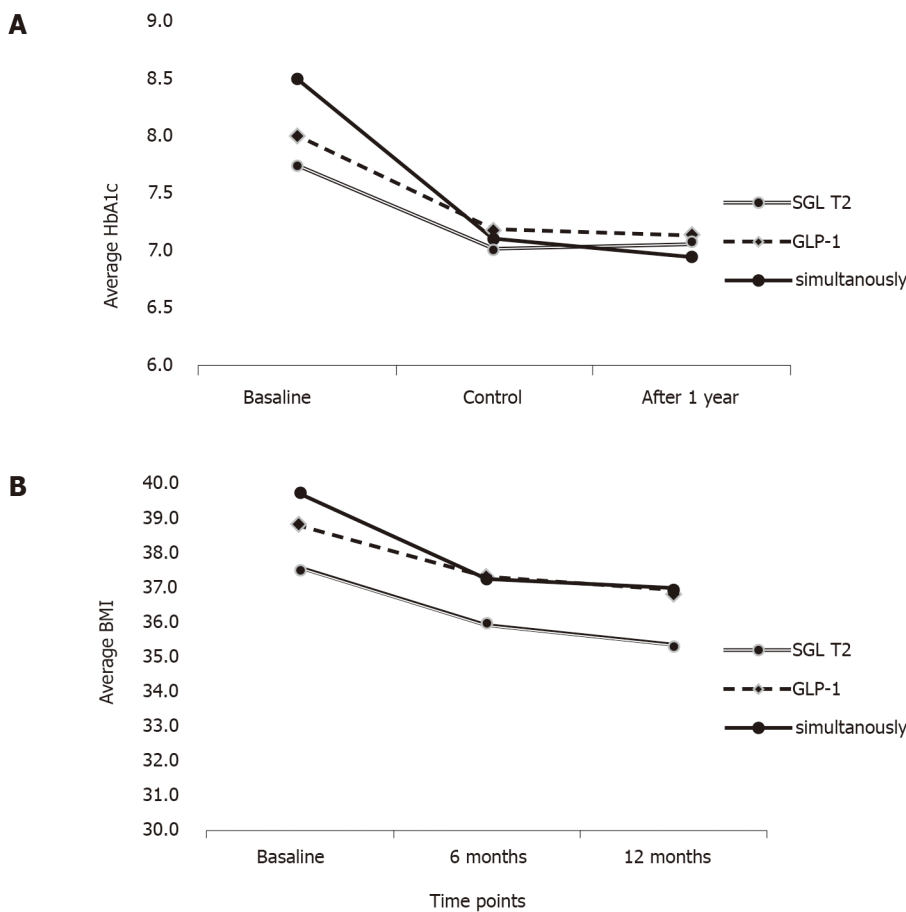 A
9.0
8.5
8.0
7.5
7.0
6.5
6.0
Average HbA1c
Basaline
Control
After 1 year
SGL T2
GLP-1
simultanously
B
40.0
39.0
38.0
37.0
36.0
35.0
34.0
33.0
32.0
31.0
30.0
Average BMI
Basaline
6 months
12 months
Time points
SGL T2
GLP-1
simultanously